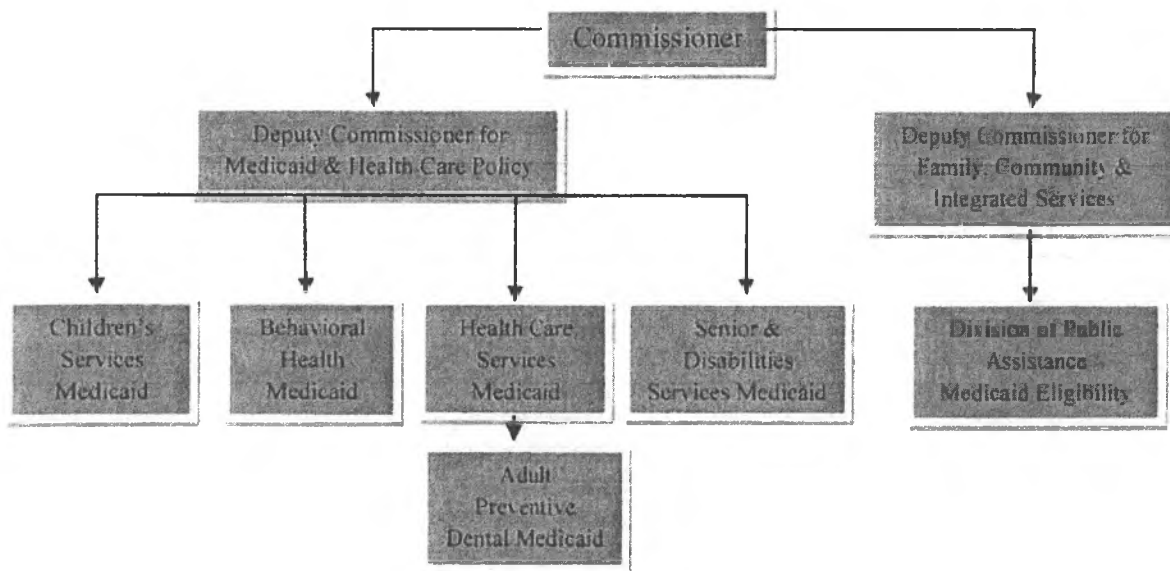 Commissioner
Deputy Commissioner for
Medicaid & Health Care Policy
Deputy Commissioner for
Family, Community &
Integrated Services
Children's
Services
Medicaid
Behavioral
Health
Medicaid
Health Care
Services
Medicaid
Senior &
Disabilities
Services Medicaid
Division of Public
Assistance
Medicaid Eligibility
Adult
Preventive
Dental Medicaid